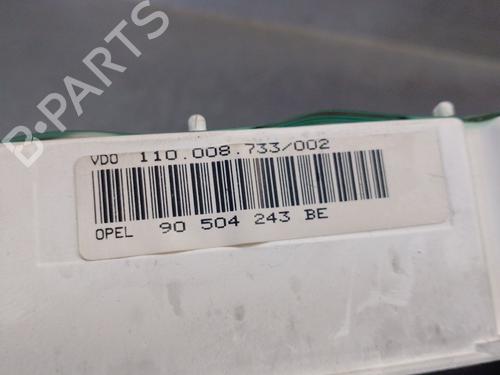 B-PARTS
VDO 110.008.733/002
OPEL 90 504 243 BE